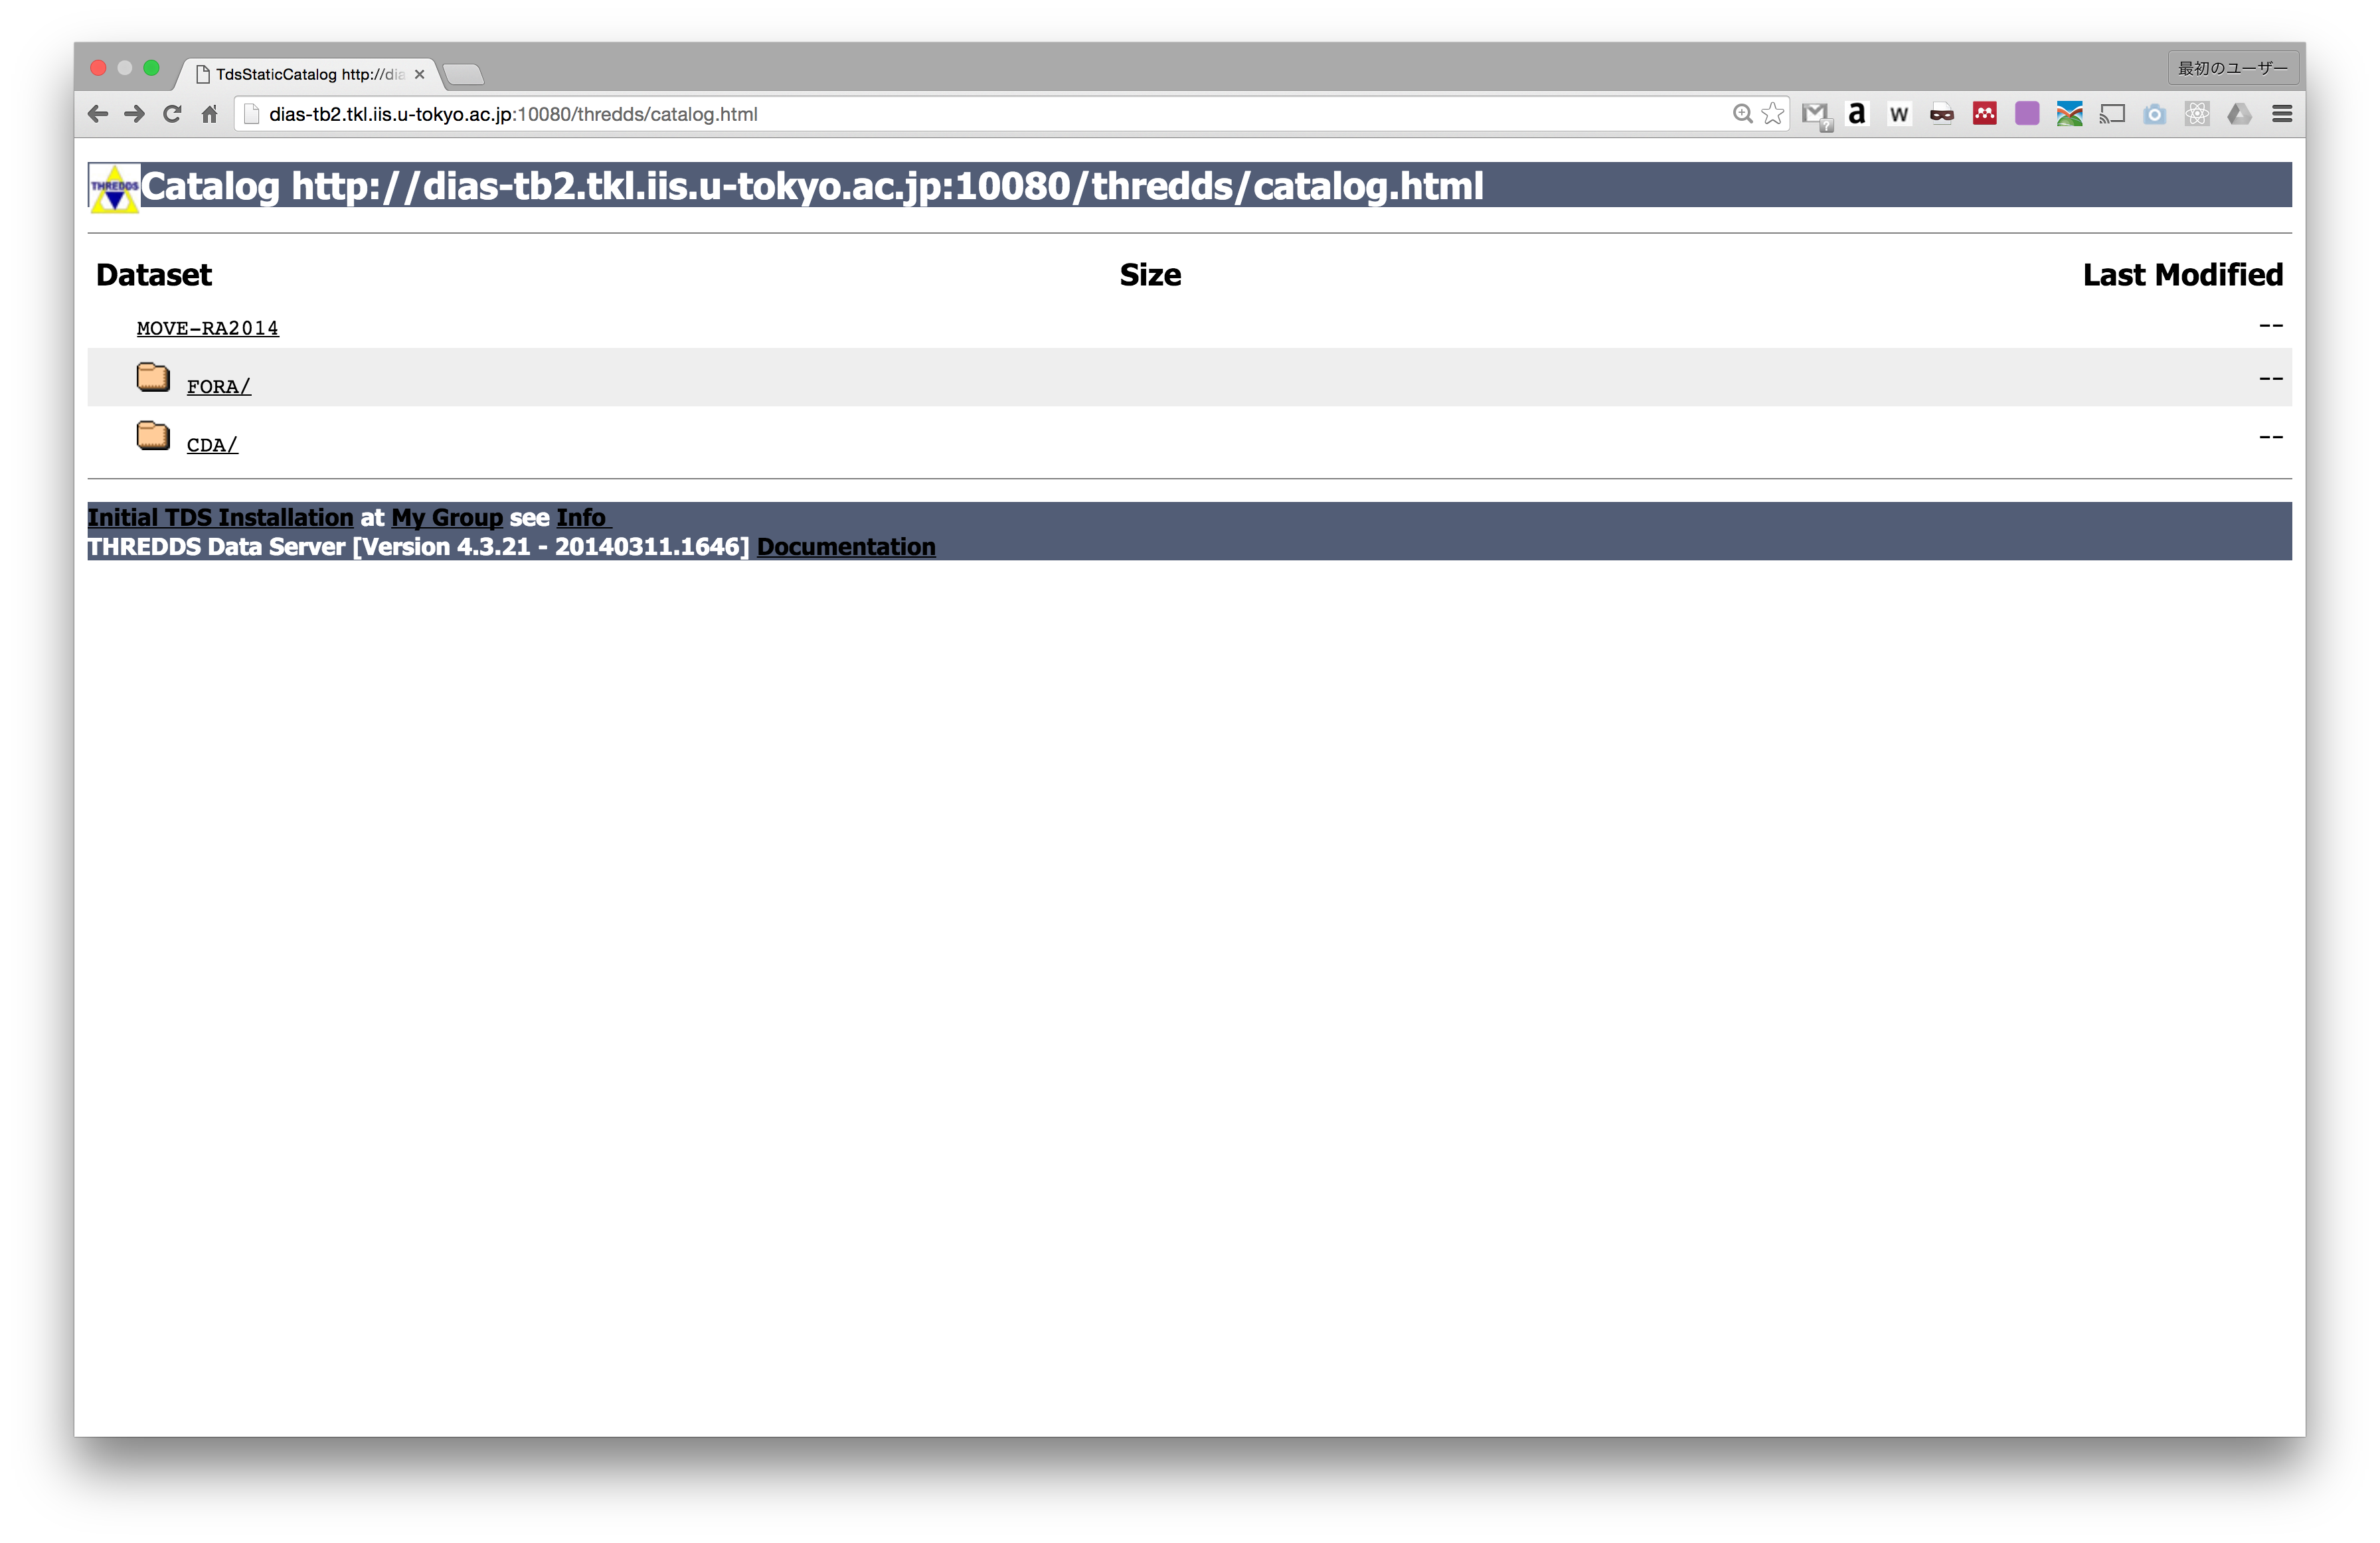 TdsStaticCatalog http://dia
最初のユーザー
dias-tb2.tkl.iis.u-tokyo.ac.jp:10080/thredds/catalog.html
THREDDS
Catalog http://dias-tb2.tkl.iis.u-tokyo.ac.jp:10080/thredds/catalog.html
Dataset Size Last Modified
MOVE-RA2014 --
FORA/ --
CDA/ --
Initial TDS Installation at My Group see Info
THREDDS Data Server [Version 4.3.21 - 20140311.1646] Documentation